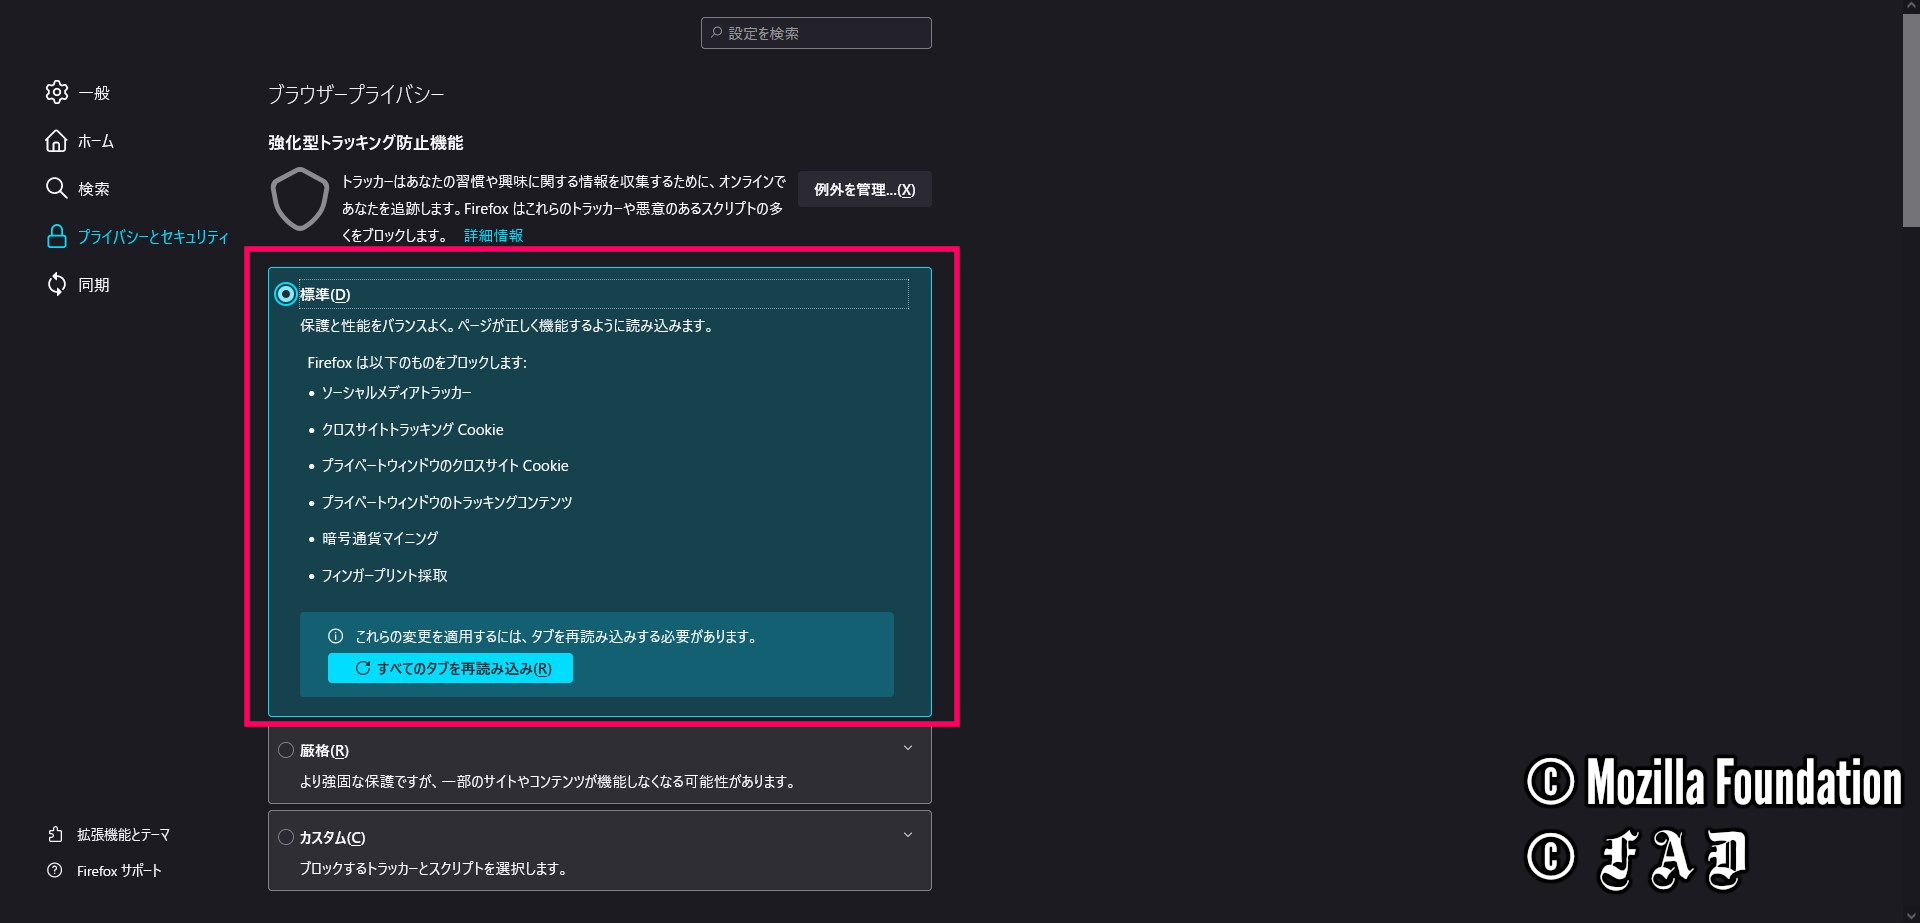 設定を検索
一般
ホーム
検索
プライバシーとセキュリティ
同期
ブラウザープライバシー
強化型トラッキング防止機能
トラッカーはあなたの習慣や興味に関する情報を収集するために、オンラインで
あなたを追跡します。Firefox はこれらのトラッカーや悪意のあるスクリプトの多
くをブロックします。 詳細情報
例外を管理...(X)
標準(D)
保護と性能をバランスよく。ページが正しく機能するように読み込みます。
Firefox は以下のものをブロックします:
• ソーシャルメディアトラッカー
• クロスサイトトラッキング Cookie
• プライベートウィンドウのクロスサイト Cookie
• プライベートウィンドウのトラッキングコンテンツ
• 暗号通貨マイニング
• フィンガープリント採取
これらの変更を適用するには、タブを再読み込みする必要があります。
すべてのタブを再読み込み(R)
厳格(R)
より強固な保護ですが、一部のサイトやコンテンツが機能しなくなる可能性があります。
カスタム(C)
ブロックするトラッカーとスクリプトを選択します。
拡張機能とテーマ
Firefox サポート
© Mozilla Foundation
© FAD